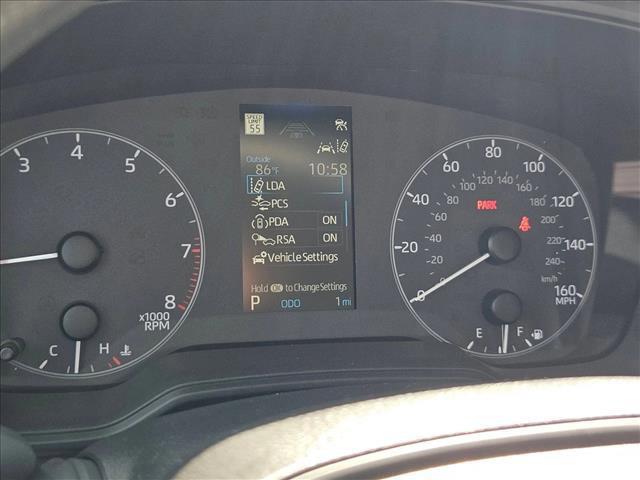 3 4 5 6 7 8
x1000
RPM
C H
SPEED
LIMIT
55
Outside
86°F 10:58
LDA
PCS
PDA ON
RSA ON
Vehicle Settings
Hold OK to Change Settings
P ODO 1 mi
0 20 40 60 80 100 120 140 160
MPH
0 20 40 60 80 100 120 140 160 180 200 220 240
km/h
PARK
E F